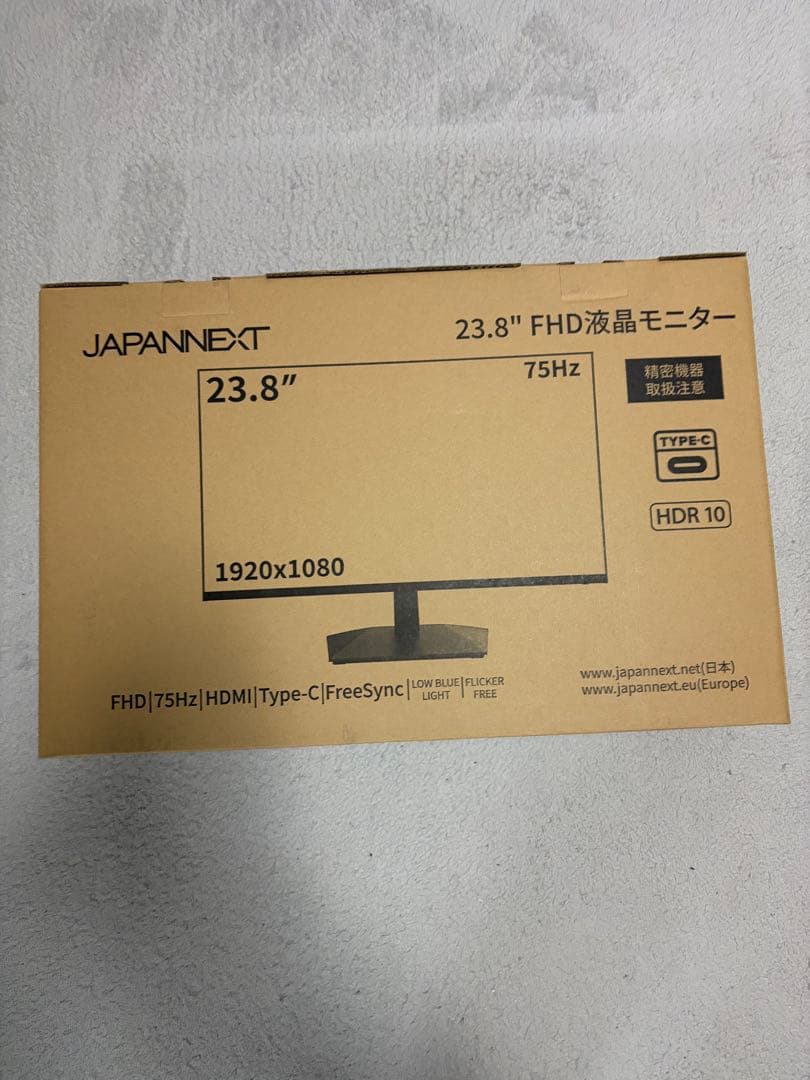 JAPANNEXT
23.8" FHD液晶モニター
23.8″
75Hz
精密機器
取扱注意
TYPE-C
HDR 10
1920x1080
FHD|75Hz|HDMI|Type-C|FreeSync|LOW BLUE LIGHT|FLICKER FREE
www.japannext.net(日本)
www.japannext.eu(Europe)